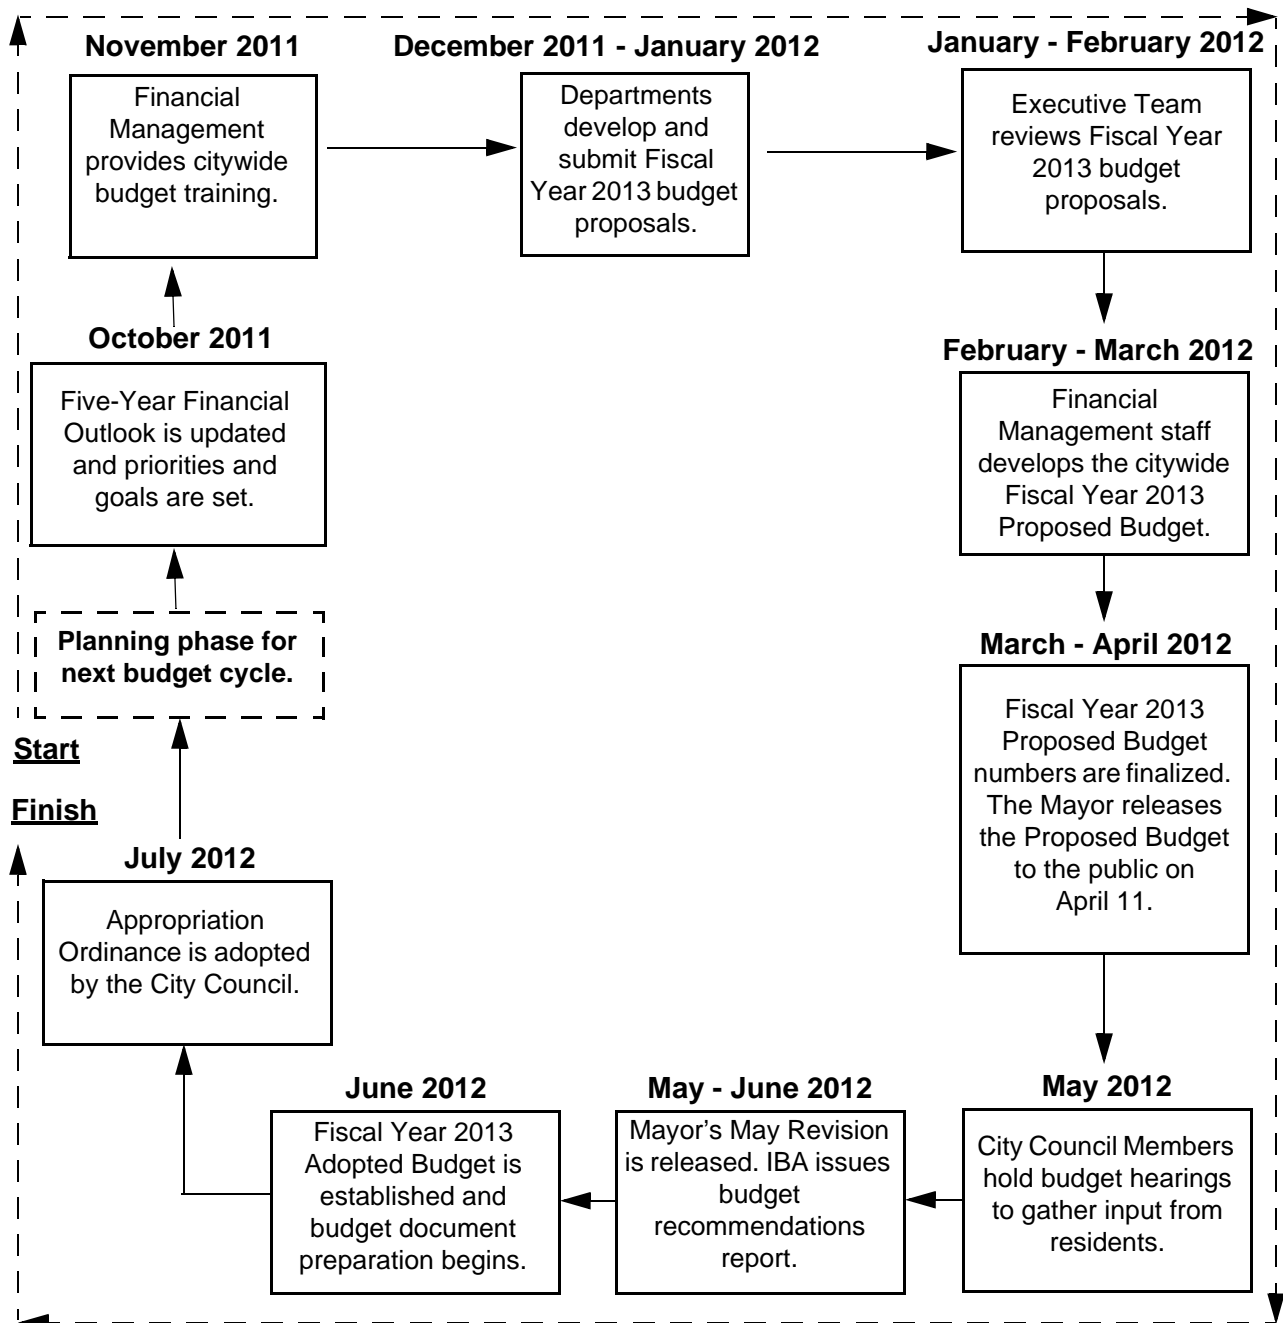 November 2011
Financial
Management
provides citywide
budget training.
December 2011 - January 2012
Departments
develop and
submit Fiscal
Year 2013 budget
proposals.
January - February 2012
Executive Team
reviews Fiscal Year
2013 budget
proposals.
February - March 2012
Financial
Management staff
develops the citywide
Fiscal Year 2013
Proposed Budget.
March - April 2012
Fiscal Year 2013
Proposed Budget
numbers are finalized.
The Mayor releases
the Proposed Budget
to the public on
April 11.
May 2012
City Council Members
hold budget hearings
to gather input from
residents.
May - June 2012
Mayor's May Revision
is released. IBA issues
budget
recommendations
report.
June 2012
Fiscal Year 2013
Adopted Budget is
established and
budget document
preparation begins.
July 2012
Appropriation
Ordinance is adopted
by the City Council.
Finish
Start
Planning phase for
next budget cycle.
October 2011
Five-Year Financial
Outlook is updated
and priorities and
goals are set.